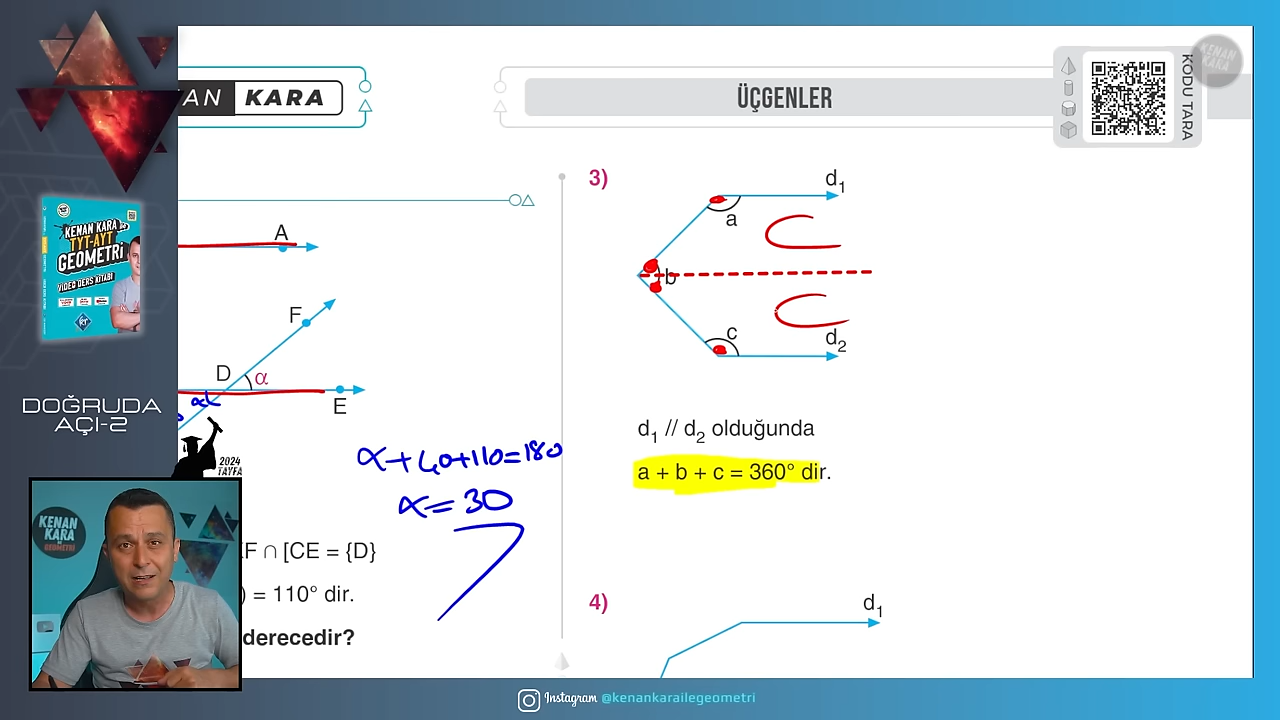 AN KARA
ÜÇGENLER
KODU TARA
KENAN KARA
KENAN KARA
TYT-AYT
GEOMETRİ
VİDEO DERS KİTABI
DOĞRUDA
AÇI-2
A
F
D
α
E
α
2024
TAYFA
α+40+110=180
α=30
F ∩ [CE = {D}
) = 110° dir.
derecedir?
3)
d1
a
b
c
d2
d1 // d2 olduğunda
a + b + c = 360° dir.
4)
d1
KENAN
KARA
GEOMETRİ
Instagram @kenankarailegeometri